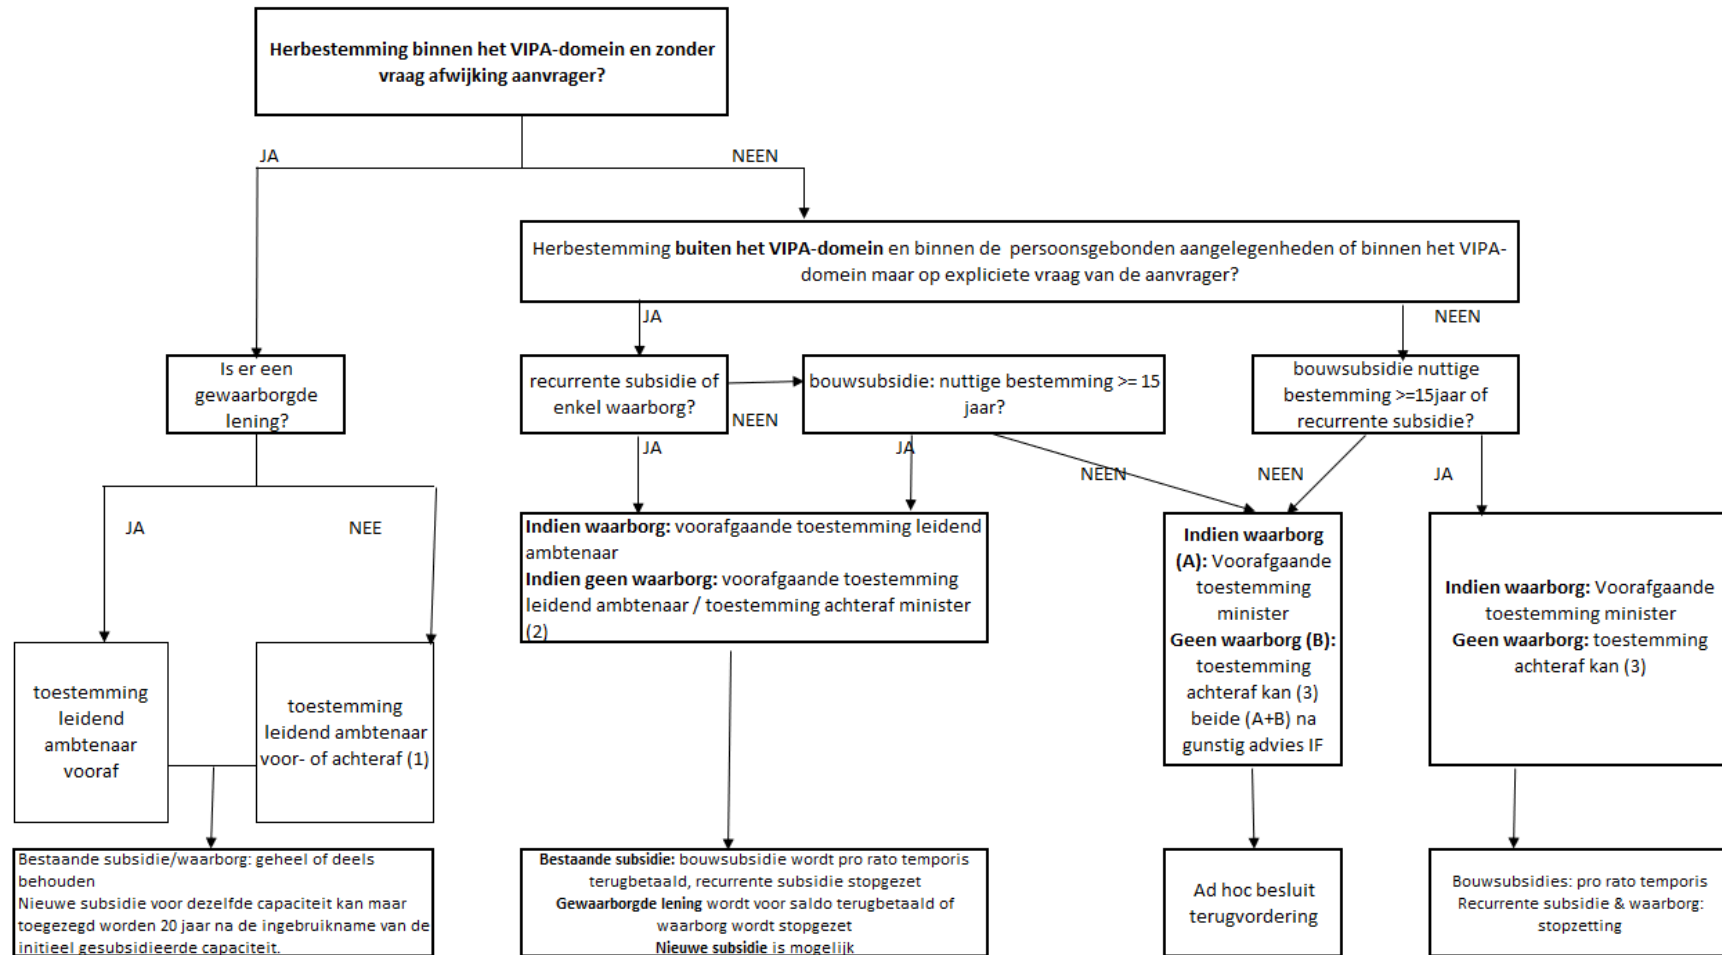 Herbestemming binnen het VIPA-domein en zonder
vraag afwijking aanvrager?
JA
NEEN
Herbestemming buiten het VIPA-domein en binnen de persoonsgebonden aangelegenheden of binnen het VIPA-
domein maar op expliciete vraag van de aanvrager?
JA
NEEN
Is er een
gewaarborgde
lening?
recurrente subsidie of
enkel waarborg?
NEEN
bouwsubsidie: nuttige bestemming >= 15
jaar?
bouwsubsidie nuttige
bestemming >=15jaar of
recurrente subsidie?
JA
JA
NEEN
NEEN
JA
JA
NEE
Indien waarborg: voorafgaande toestemming leidend
ambtenaar
Indien geen waarborg: voorafgaande toestemming
leidend ambtenaar / toestemming achteraf minister
(2)
Indien waarborg
(A): Voorafgaande
toestemming
minister
Geen waarborg (B):
toestemming
achteraf kan (3)
beide (A+B) na
gunstig advies IF
Indien waarborg: Voorafgaande
toestemming minister
Geen waarborg: toestemming
achteraf kan (3)
toestemming
leidend
ambtenaar
vooraf
toestemming
leidend ambtenaar
voor- of achteraf (1)
Bestaande subsidie/waarborg: geheel of deels
behouden
Nieuwe subsidie voor dezelfde capaciteit kan maar
toegezegd worden 20 jaar na de ingebruikname van de
initieel gesubsidieerde capaciteit.
Bestaande subsidie: bouwsubsidie wordt pro rato temporis
terugbetaald, recurrente subsidie stopgezet
Gewaarborgde lening wordt voor saldo terugbetaald of
waarborg wordt stopgezet
Nieuwe subsidie is mogelijk
Ad hoc besluit
terugvordering
Bouwsubsidies: pro rato temporis
Recurrente subsidie & waarborg:
stopzetting